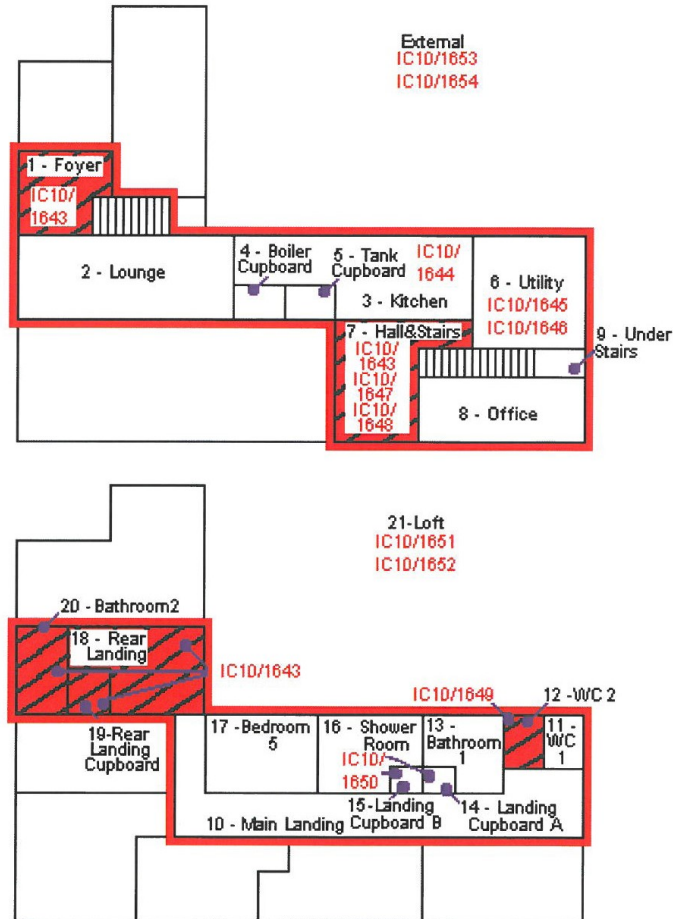 External
IC10/1653
IC10/1654
1 - Foyer
IC10/
1643
2 - Lounge
4 - Boiler
Cupboard
5 - Tank
Cupboard
IC10/
1644
3 - Kitchen
6 - Utility
IC10/1645
IC10/1646
7 - Hall&Stairs
IC10/
1643
IC10/
1647
IC10/
1648
9 - Under
Stairs
8 - Office
21-Loft
IC10/1651
IC10/1652
20 - Bathroom2
18 - Rear
Landing
IC10/1643
19-Rear
Landing
Cupboard
17 -Bedroom
5
16 - Shower
Room
IC10/
1650
13 -
Bathroom
1
IC10/1649
12 -WC 2
11 -
WC
1
15-Landing
Cupboard B
14 - Landing
Cupboard A
10 - Main Landing